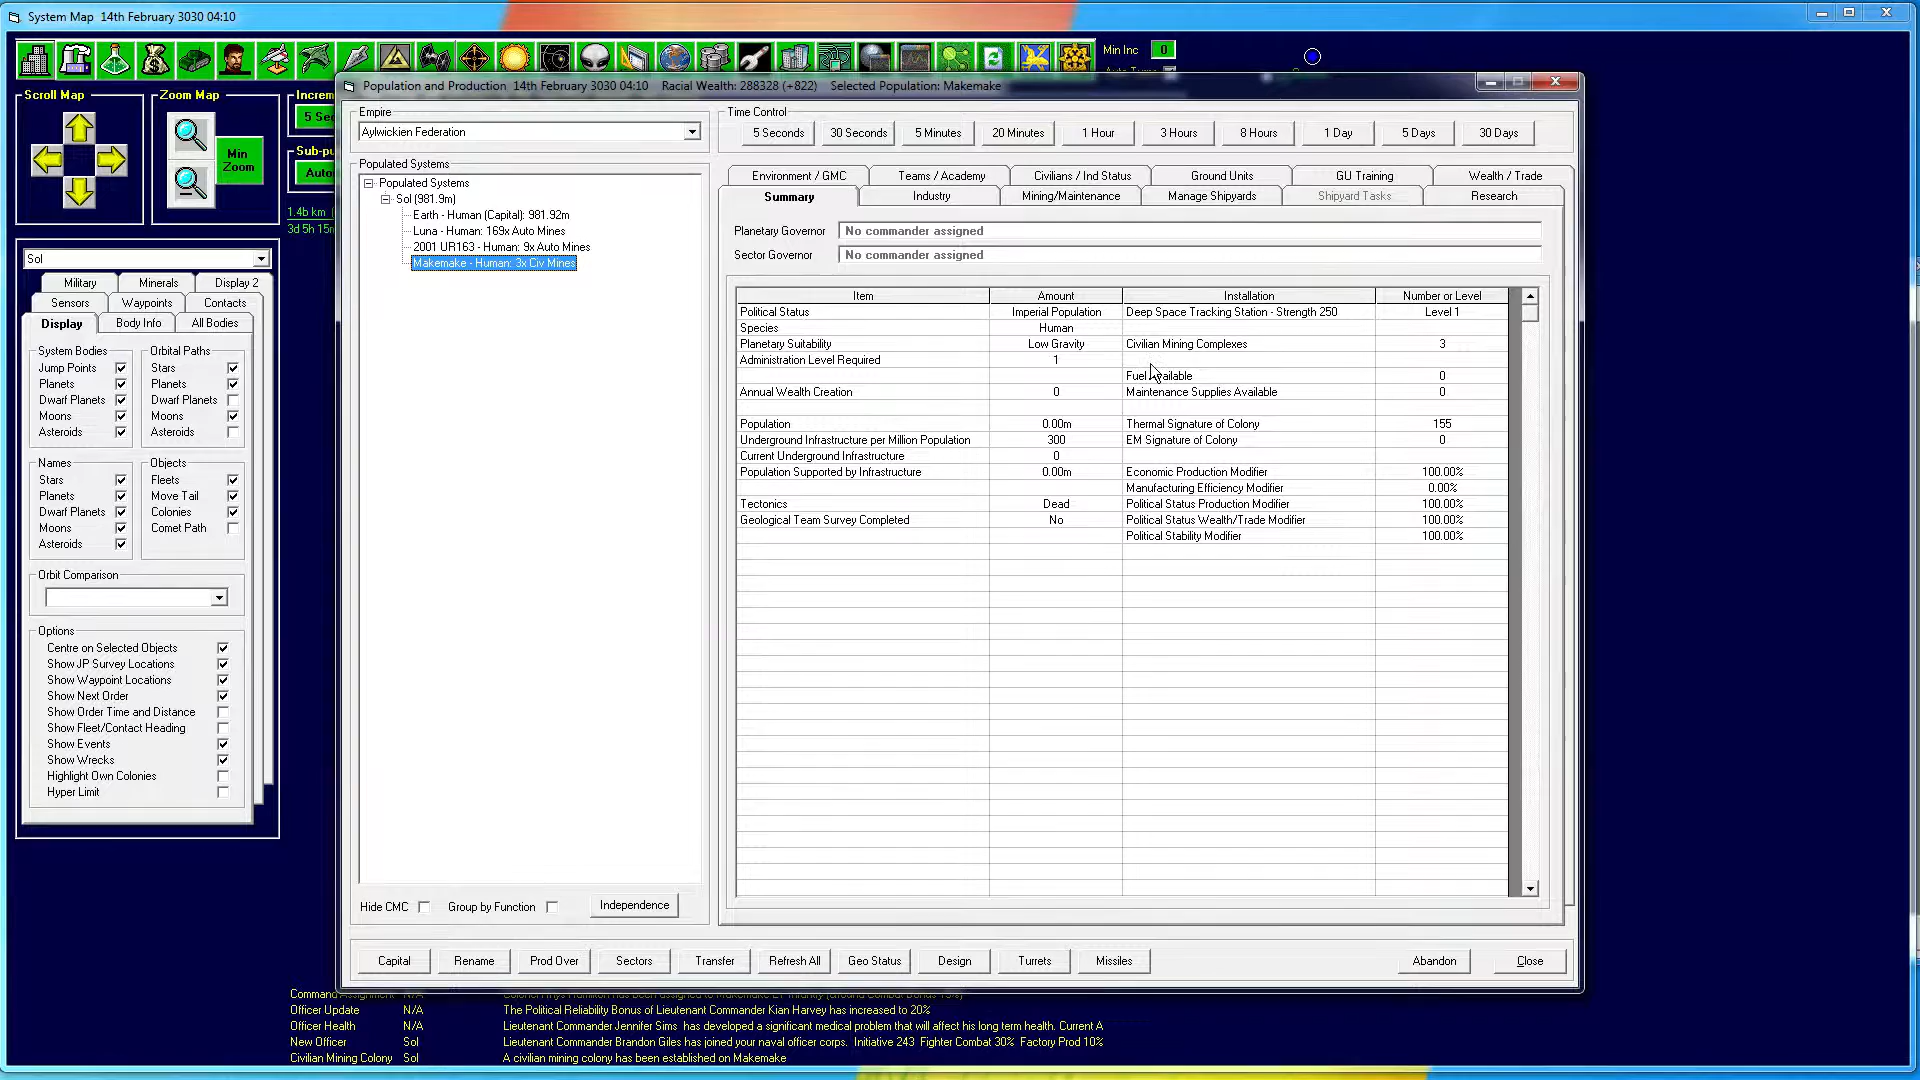 System Map 14th February 3030 04:10
Min Inc 0
Scroll Map
Zoom Map
Min Zoom
Increm
5 Sec
Sub-pu
Auto
1.4b km
3d 5h 15m
Sol
Military Minerals Display 2
Sensors Waypoints Contacts
Display Body Info All Bodies
System Bodies Orbital Paths
Jump Points Stars
Planets Planets
Dwarf Planets Dwarf Planets
Moons Moons
Asteroids Asteroids
Names Objects
Stars Fleets
Planets Move Tail
Dwarf Planets Colonies
Moons Comet Path
Asteroids
Orbit Comparison
Options
Centre on Selected Objects
Show JP Survey Locations
Show Waypoint Locations
Show Next Order
Show Order Time and Distance
Show Fleet/Contact Heading
Show Events
Show Wrecks
Highlight Own Colonies
Hyper Limit
Population and Production 14th February 3030 04:10 Racial Wealth: 288328 (+822) Selected Population: Makemake
Empire
Aylwickien Federation
Populated Systems
Populated Systems
Sol (981.9m)
Earth - Human (Capital): 981.92m
Luna - Human: 169x Auto Mines
2001 UR163 - Human: 9x Auto Mines
Makemake - Human: 3x Civ Mines
Hide CMC Group by Function Independence
Time Control
5 Seconds 30 Seconds 5 Minutes 20 Minutes 1 Hour 3 Hours 8 Hours 1 Day 5 Days 30 Days
Environment / GMC Teams / Academy Civilians / Ind Status Ground Units GU Training Wealth / Trade
Summary Industry Mining/Maintenance Manage Shipyards Shipyard Tasks Research
Planetary Governor No commander assigned
Sector Governor No commander assigned
Item Amount Installation Number or Level
Political Status Imperial Population Deep Space Tracking Station - Strength 250 Level 1
Species Human
Planetary Suitability Low Gravity Civilian Mining Complexes 3
Administration Level Required 1
Fuel Available 0
Annual Wealth Creation 0 Maintenance Supplies Available 0
Population 0.00m Thermal Signature of Colony 155
Underground Infrastructure per Million Population 300 EM Signature of Colony 0
Current Underground Infrastructure 0
Population Supported by Infrastructure 0.00m Economic Production Modifier 100.00%
Manufacturing Efficiency Modifier 0.00%
Tectonics Dead Political Status Production Modifier 100.00%
Geological Team Survey Completed No Political Status Wealth/Trade Modifier 100.00%
Political Stability Modifier 100.00%
Capital Rename Prod Over Sectors Transfer Refresh All Geo Status Design Turrets Missiles Abandon Close
Officer Update N/A The Political Reliability Bonus of Lieutenant Commander Kian Harvey has increased to 20%
Officer Health N/A Lieutenant Commander Jennifer Sims has developed a significant medical problem that will affect his long term health. Current A
New Officer Sol Lieutenant Commander Brandon Giles has joined your naval officer corps. Initiative 243 Fighter Combat 30% Factory Prod 10%
Civilian Mining Colony Sol A civilian mining colony has been established on Makemake